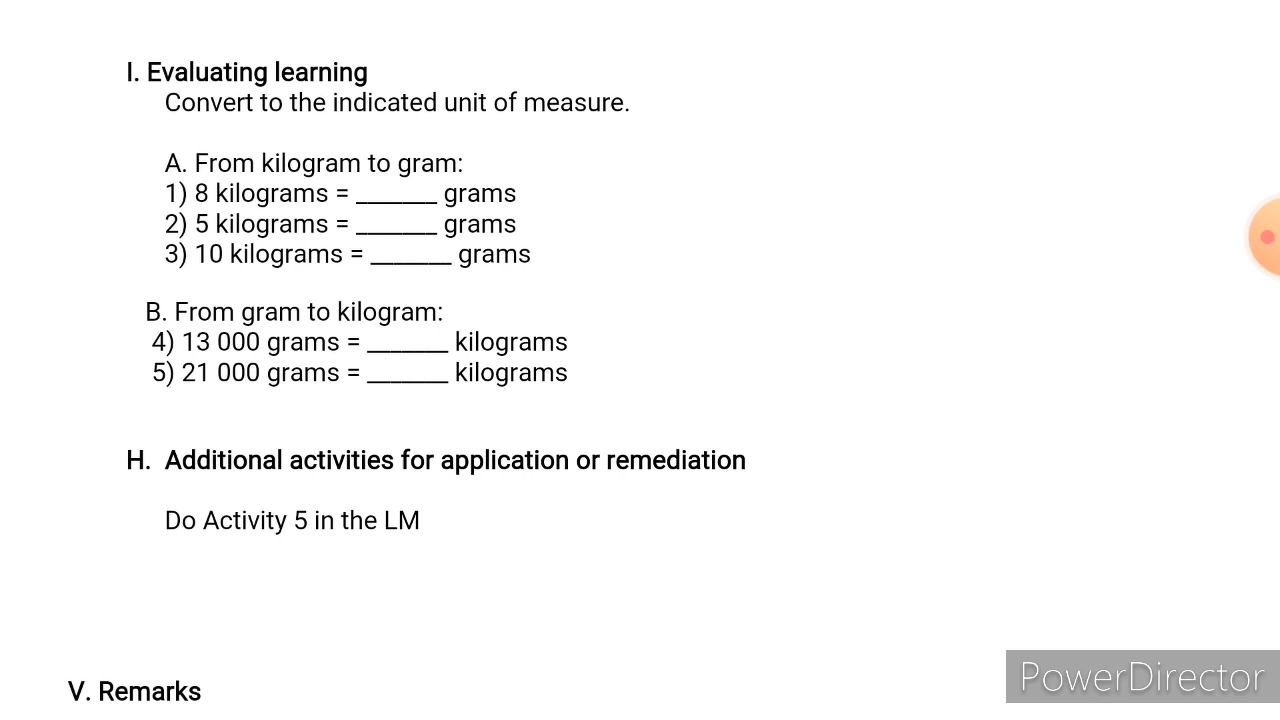 I. Evaluating learning
Convert to the indicated unit of measure.
A. From kilogram to gram:
1) 8 kilograms = _______ grams
2) 5 kilograms = _______ grams
3) 10 kilograms = _______ grams
B. From gram to kilogram:
4) 13 000 grams = _______ kilograms
5) 21 000 grams = _______ kilograms
H. Additional activities for application or remediation
Do Activity 5 in the LM
V. Remarks
PowerDirector